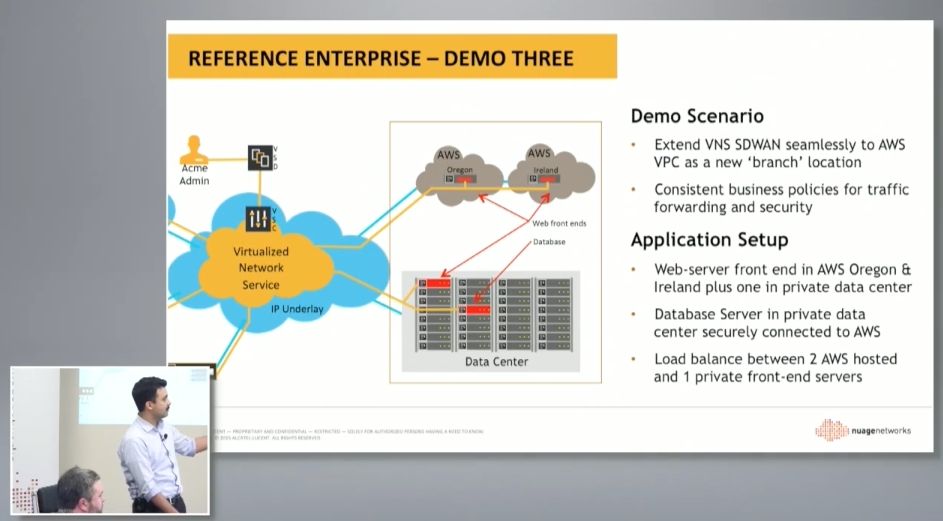 REFERENCE ENTERPRISE – DEMO THREE
Acme
Admin
VSD
VSC
Virtualized
Network
Service
IP Underlay
AWS
Oregon
AWS
Ireland
Web front ends
Database
Data Center
Demo Scenario
• Extend VNS SDWAN seamlessly to AWS
VPC as a new ‘branch’ location
• Consistent business policies for traffic
forwarding and security
Application Setup
• Web-server front end in AWS Oregon &
Ireland plus one in private data center
• Database Server in private data
center securely connected to AWS
• Load balance between 2 AWS hosted
and 1 private front-end servers
— PROPRIETARY AND CONFIDENTIAL — RESTRICTED — SOLELY FOR AUTHORIZED PERSONS HAVING A NEED TO KNOW
ALCATEL-LUCENT. ALL RIGHTS RESERVED.
nuagenetworks